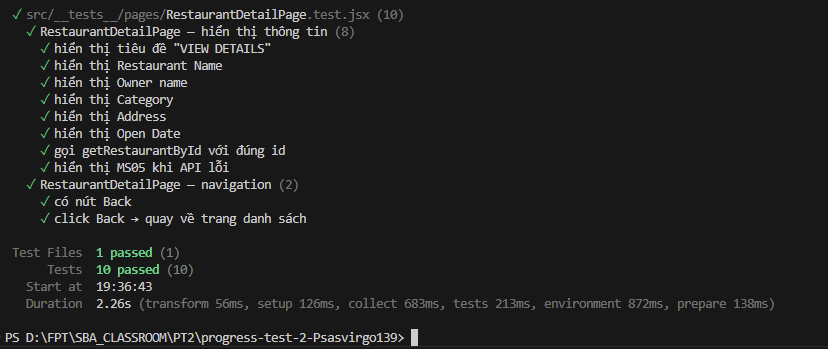 ✓ src/__tests__/pages/RestaurantDetailPage.test.jsx (10)
✓ RestaurantDetailPage – hiển thị thông tin (8)
✓ hiển thị tiêu đề "VIEW DETAILS"
✓ hiển thị Restaurant Name
✓ hiển thị Owner name
✓ hiển thị Category
✓ hiển thị Address
✓ hiển thị Open Date
✓ gọi getRestaurantById với đúng id
✓ hiển thị MS05 khi API lỗi
✓ RestaurantDetailPage – navigation (2)
✓ có nút Back
✓ click Back → quay về trang danh sách
Test Files 1 passed (1)
Tests 10 passed (10)
Start at 19:36:43
Duration 2.26s (transform 56ms, setup 126ms, collect 683ms, tests 213ms, environment 872ms, prepare 138ms)
PS D:\FPT\SBA_CLASSROOM\PT2\progress-test-2-Psasvirgo139>